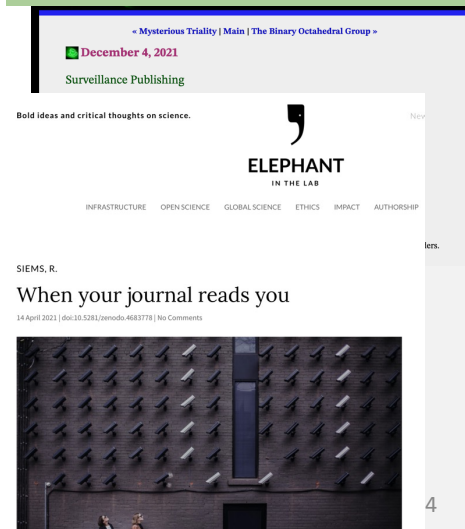 « Mysterious Triality | Main | The Binary Octahedral Group »
December 4, 2021
Surveillance Publishing
Bold ideas and critical thoughts on science.
ELEPHANT
IN THE LAB
INFRASTRUCTURE OPEN SCIENCE GLOBAL SCIENCE ETHICS IMPACT AUTHORSHIP
SIEMS, R.
When your journal reads you
14 April 2021 | doi:10.5281/zenodo.4683778 | No Comments
4